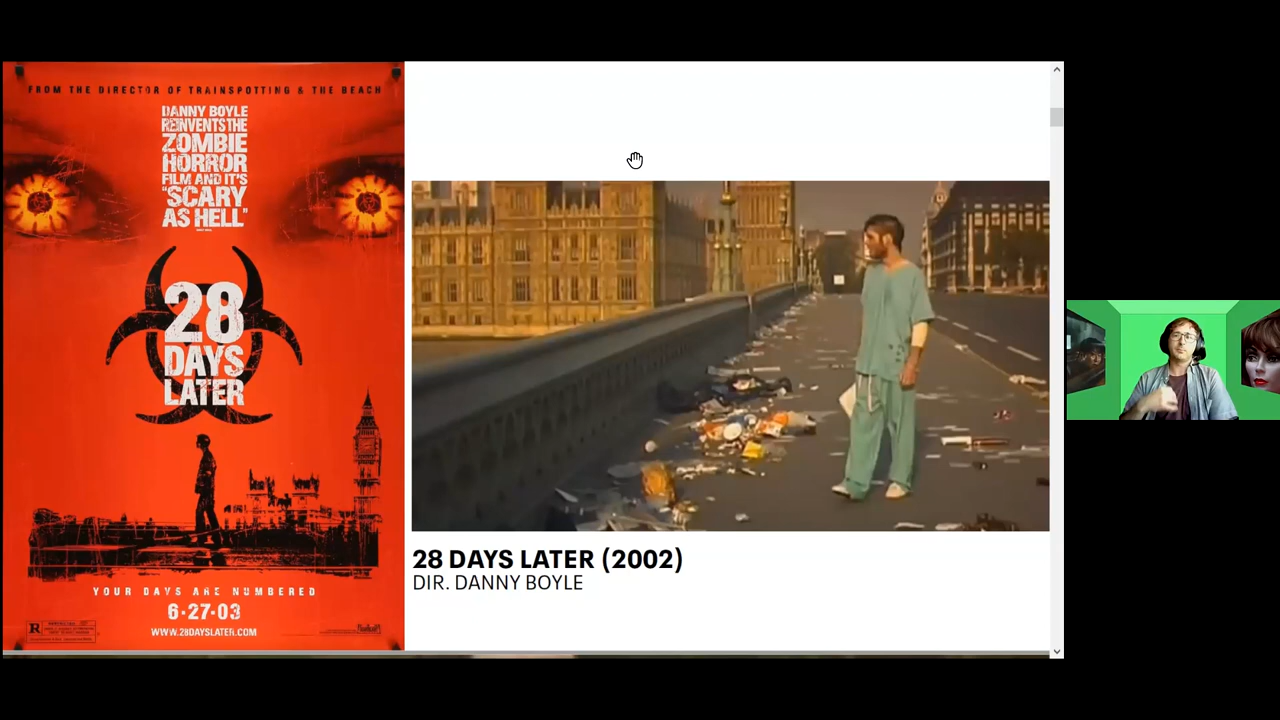 FROM THE DIRECTOR OF TRAINSPOTTING & THE BEACH
DANNY BOYLE
REINVENTS THE
ZOMBIE
HORROR
FILM AND IT'S
"SCARY
AS HELL"
28
DAYS
LATER
YOUR DAYS ARE NUMBERED
6·27·03
WWW.28DAYSLATER.COM
R
28 DAYS LATER (2002)
DIR. DANNY BOYLE